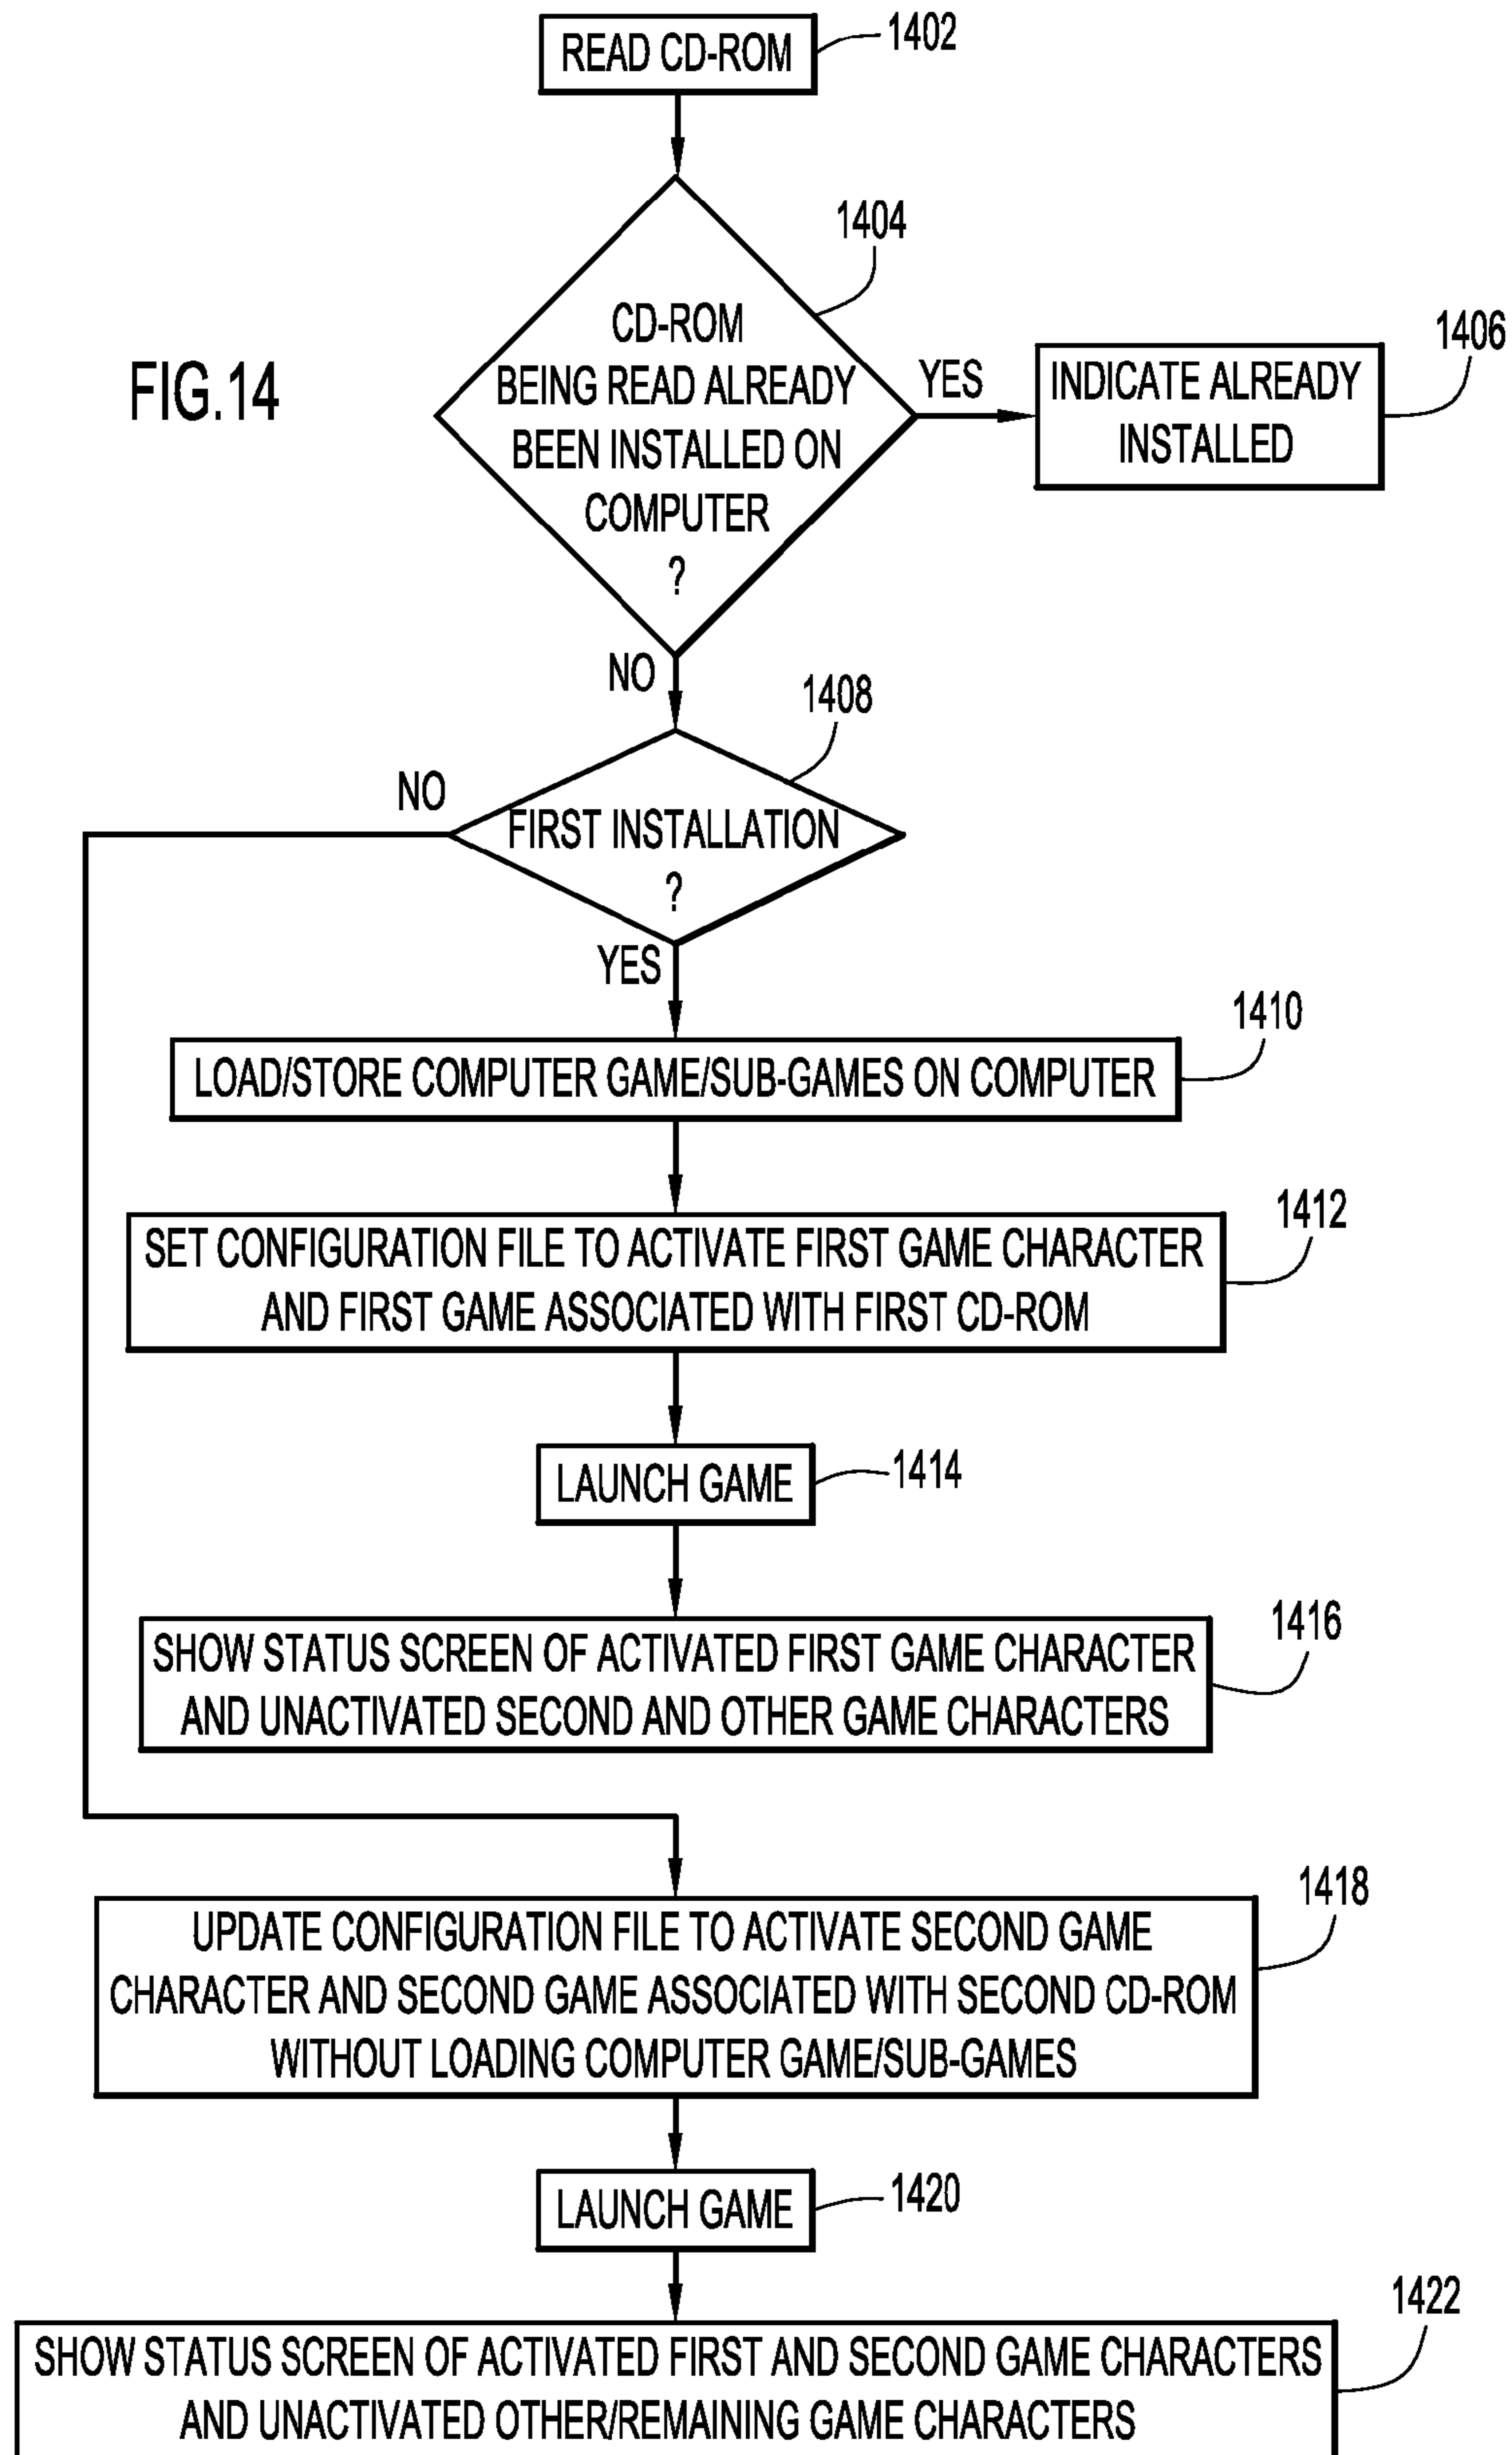 READ CD-ROM
1402
1404
CD-ROM
BEING READ ALREADY
BEEN INSTALLED ON
COMPUTER
?
YES
INDICATE ALREADY
INSTALLED
1406
FIG.14
NO
1408
NO
FIRST INSTALLATION
?
YES
1410
LOAD/STORE COMPUTER GAME/SUB-GAMES ON COMPUTER
1412
SET CONFIGURATION FILE TO ACTIVATE FIRST GAME CHARACTER
AND FIRST GAME ASSOCIATED WITH FIRST CD-ROM
LAUNCH GAME
1414
1416
SHOW STATUS SCREEN OF ACTIVATED FIRST GAME CHARACTER
AND UNACTIVATED SECOND AND OTHER GAME CHARACTERS
1418
UPDATE CONFIGURATION FILE TO ACTIVATE SECOND GAME
CHARACTER AND SECOND GAME ASSOCIATED WITH SECOND CD-ROM
WITHOUT LOADING COMPUTER GAME/SUB-GAMES
LAUNCH GAME
1420
1422
SHOW STATUS SCREEN OF ACTIVATED FIRST AND SECOND GAME CHARACTERS
AND UNACTIVATED OTHER/REMAINING GAME CHARACTERS